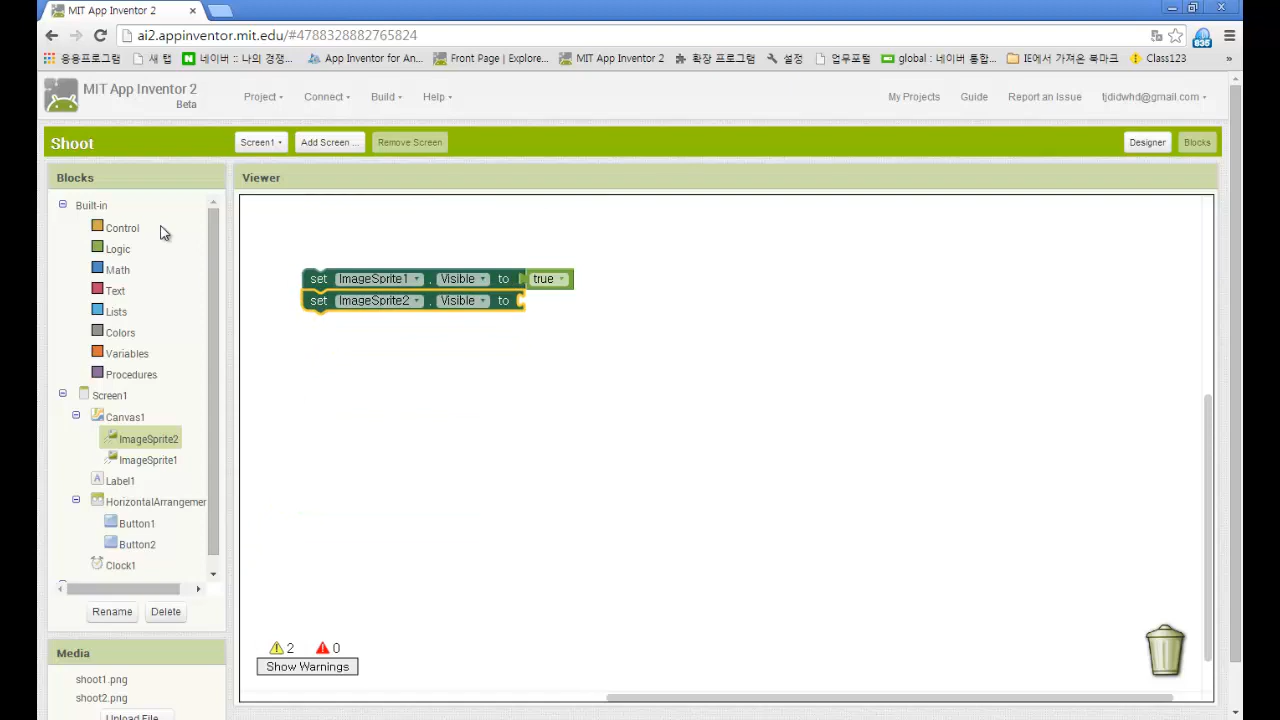 MIT App Inventor 2
ai2.appinventor.mit.edu/#4788328882765824
응용프로그램 새 탭 네이버 :: 나의 경쟁... App Inventor for An... Front Page | Explore... MIT App Inventor 2 확장 프로그램 설정 업무포털 global : 네이버 통합... IE에서 가져온 북마크 Class123 »
835
MIT App Inventor 2
Beta
Project Connect Build Help My Projects Guide Report an Issue tjdidwhd@gmail.com
Shoot Screen1 Add Screen ... Remove Screen Designer Blocks
Blocks Viewer
Built-in
Control
Logic
Math
Text
Lists
Colors
Variables
Procedures
Screen1
Canvas1
ImageSprite2
ImageSprite1
Label1
HorizontalArrangemer
Button1
Button2
Clock1
Rename Delete
Media
shoot1.png
shoot2.png
Upload File ...
set ImageSprite1 . Visible to true
set ImageSprite2 . Visible to
2 0
Show Warnings